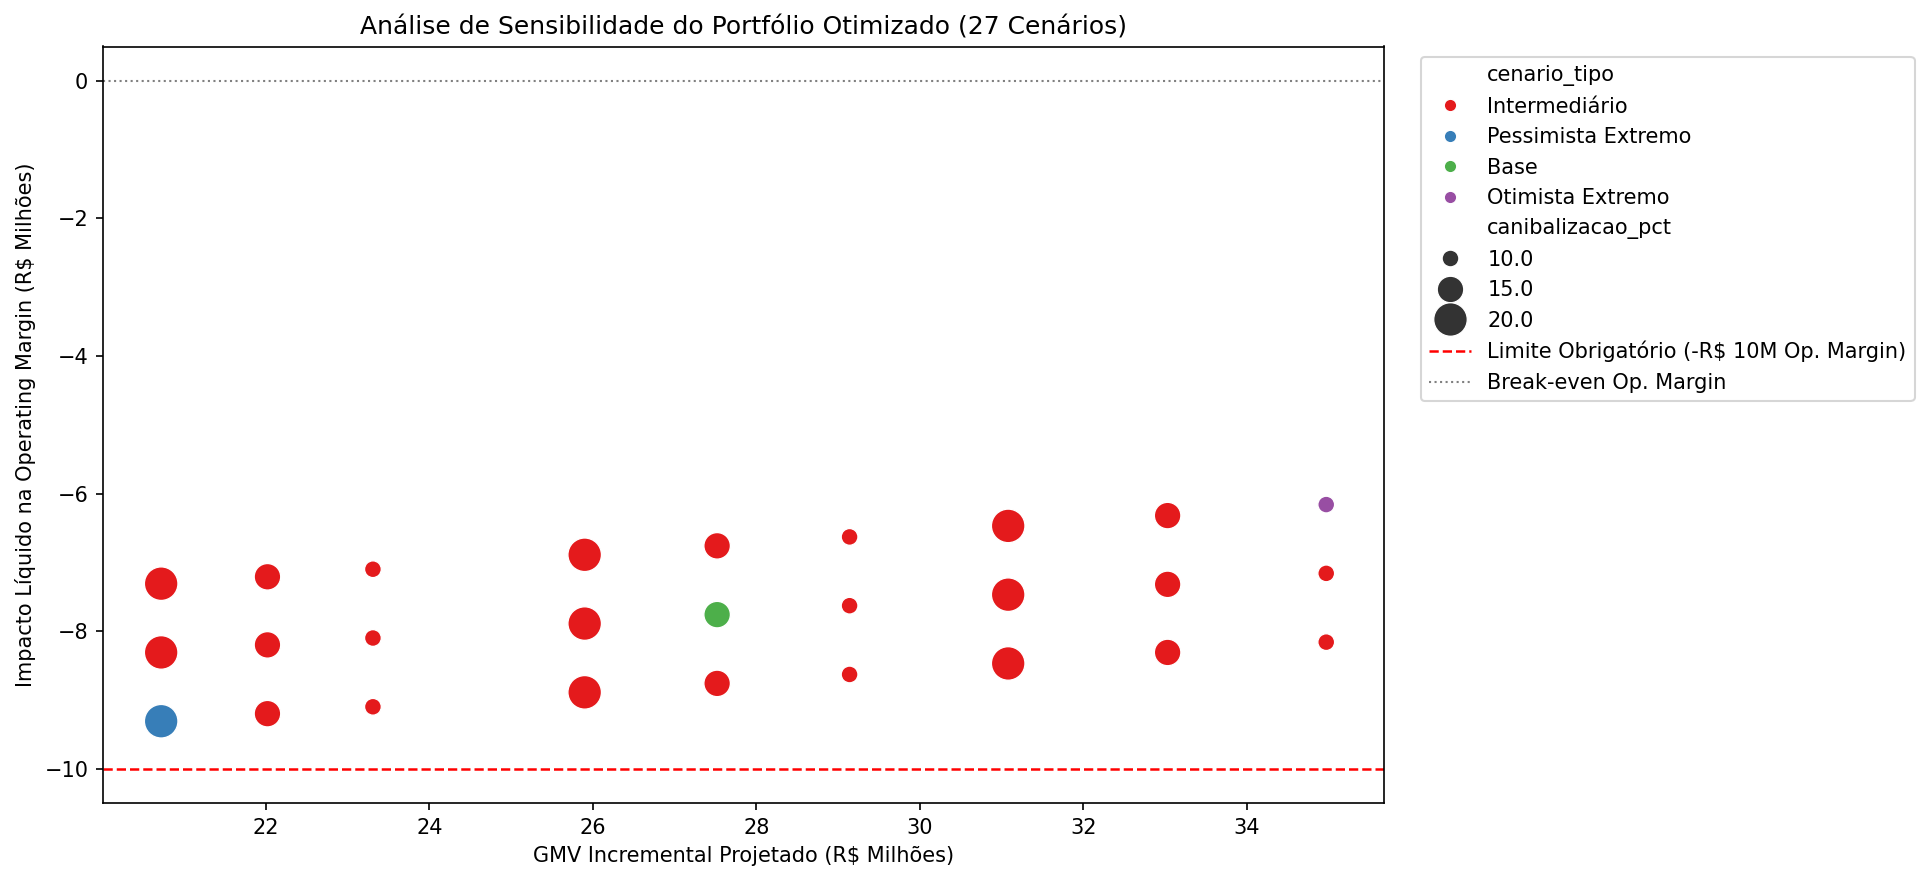 Análise de Sensibilidade do Portfólio Otimizado (27 Cenários)
Impacto Líquido na Operating Margin (R$ Milhões)
0
−2
−4
−6
−8
−10
22
24
26
28
30
32
34
GMV Incremental Projetado (R$ Milhões)
cenario_tipo
Intermediário
Pessimista Extremo
Base
Otimista Extremo
canibalizacao_pct
10.0
15.0
20.0
Limite Obrigatório (-R$ 10M Op. Margin)
Break-even Op. Margin